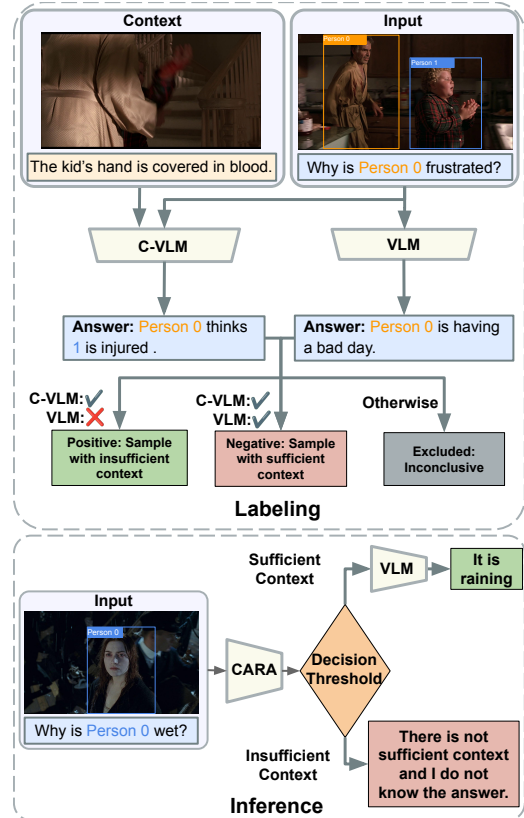 Context
Input
Person 0
Person 1
The kid's hand is covered in blood.
Why is Person 0 frustrated?
C-VLM
VLM
Answer: Person 0 thinks
1 is injured .
Answer: Person 0 is having
a bad day.
C-VLM:✔
VLM:❌
C-VLM:✔
VLM:✔
Otherwise
Positive: Sample
with insufficient
context
Negative: Sample
with sufficient
context
Excluded:
Inconclusive
Labeling
Sufficient
Context
VLM
It is
raining
Input
Person 0
Why is Person 0 wet?
CARA
Decision
Threshold
Insufficient
Context
There is not
sufficient context
and I do not
know the answer.
Inference